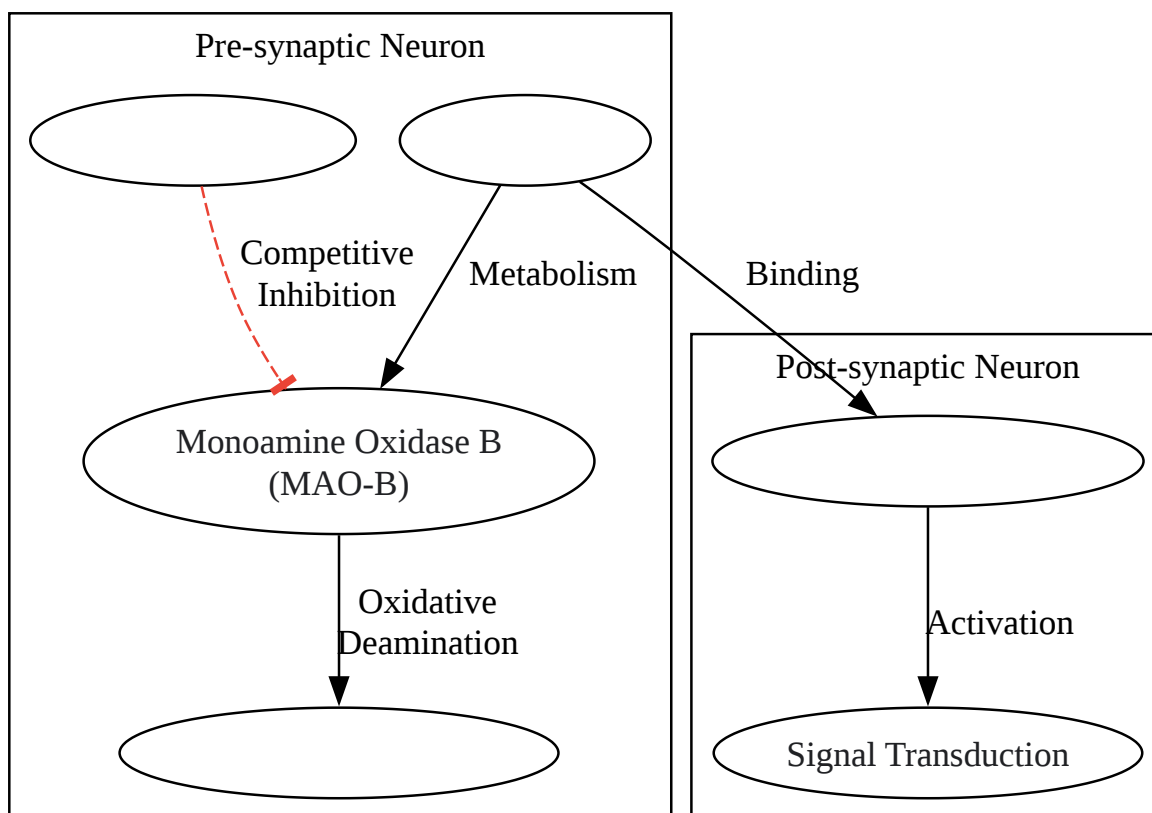 Pre-synaptic Neuron
Competitive
Inhibition
Metabolism
Binding
Post-synaptic Neuron
Monoamine Oxidase B
(MAO-B)
Oxidative
Deamination
Activation
Signal Transduction